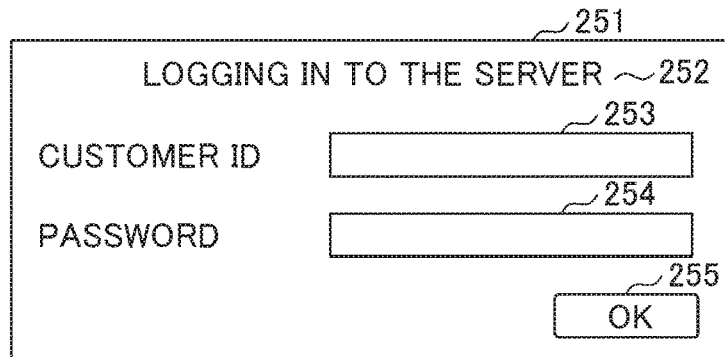 251
LOGGING IN TO THE SERVER 252
253
CUSTOMER ID
254
PASSWORD
255
OK